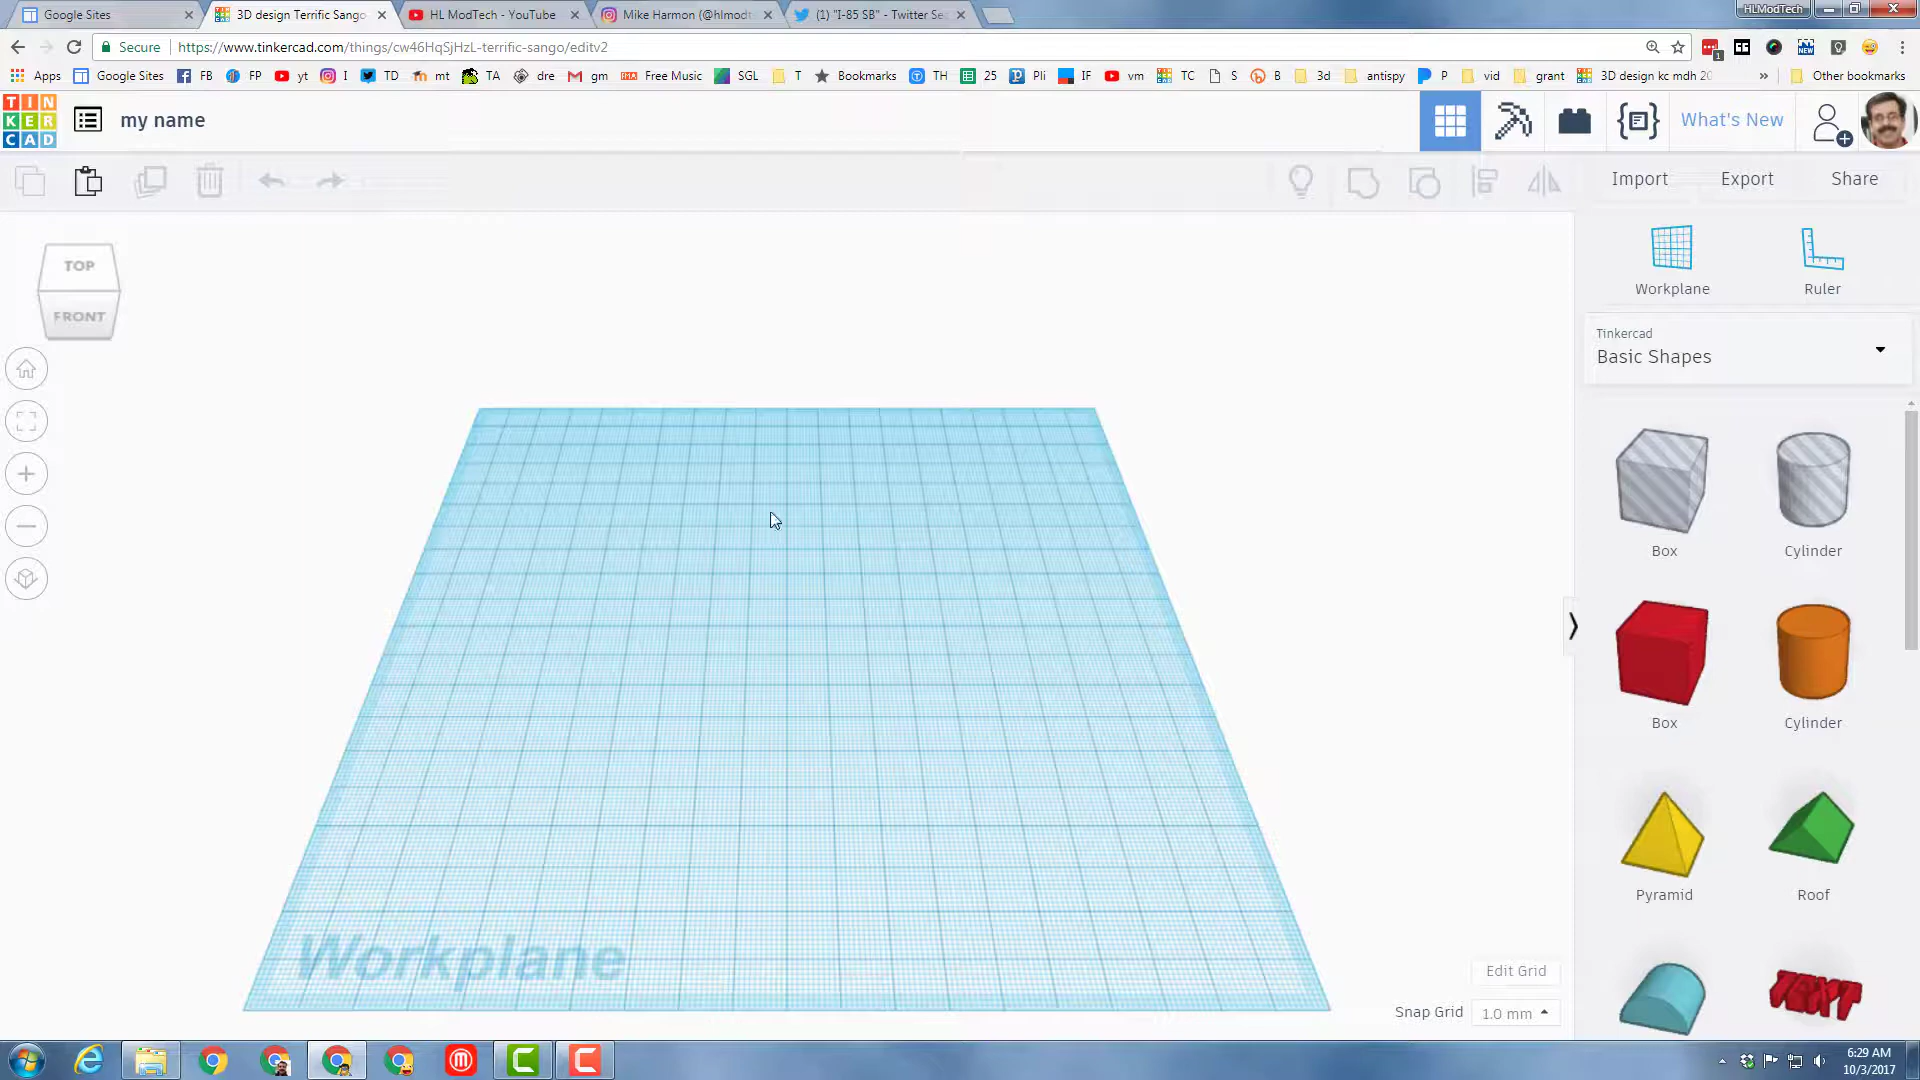 Google Sites
3D design Terrific Sango
HL ModTech - YouTube
Mike Harmon (@hlmodt
(1) "I-85 SB" - Twitter Sea
HLModTech
Secure
https://www.tinkercad.com/things/cw46HqSjHzL-terrific-sango/editv2
1
Apps
Google Sites
FB
FP
yt
I
TD
mt
TA
dre
gm
Free Music
SGL
T
Bookmarks
TH
25
Pli
IF
vm
TC
S
B
3d
antispy
P
vid
grant
3D design kc mdh 20
»
Other bookmarks
TIN
KER
CAD
my name
What's New
Import
Export
Share
TOP
FRONT
Workplane
Ruler
Tinkercad
Basic Shapes
Box
Cylinder
Box
Cylinder
Pyramid
Roof
TEXT
Workplane
Edit Grid
Snap Grid
1.0 mm
6:29 AM
10/3/2017